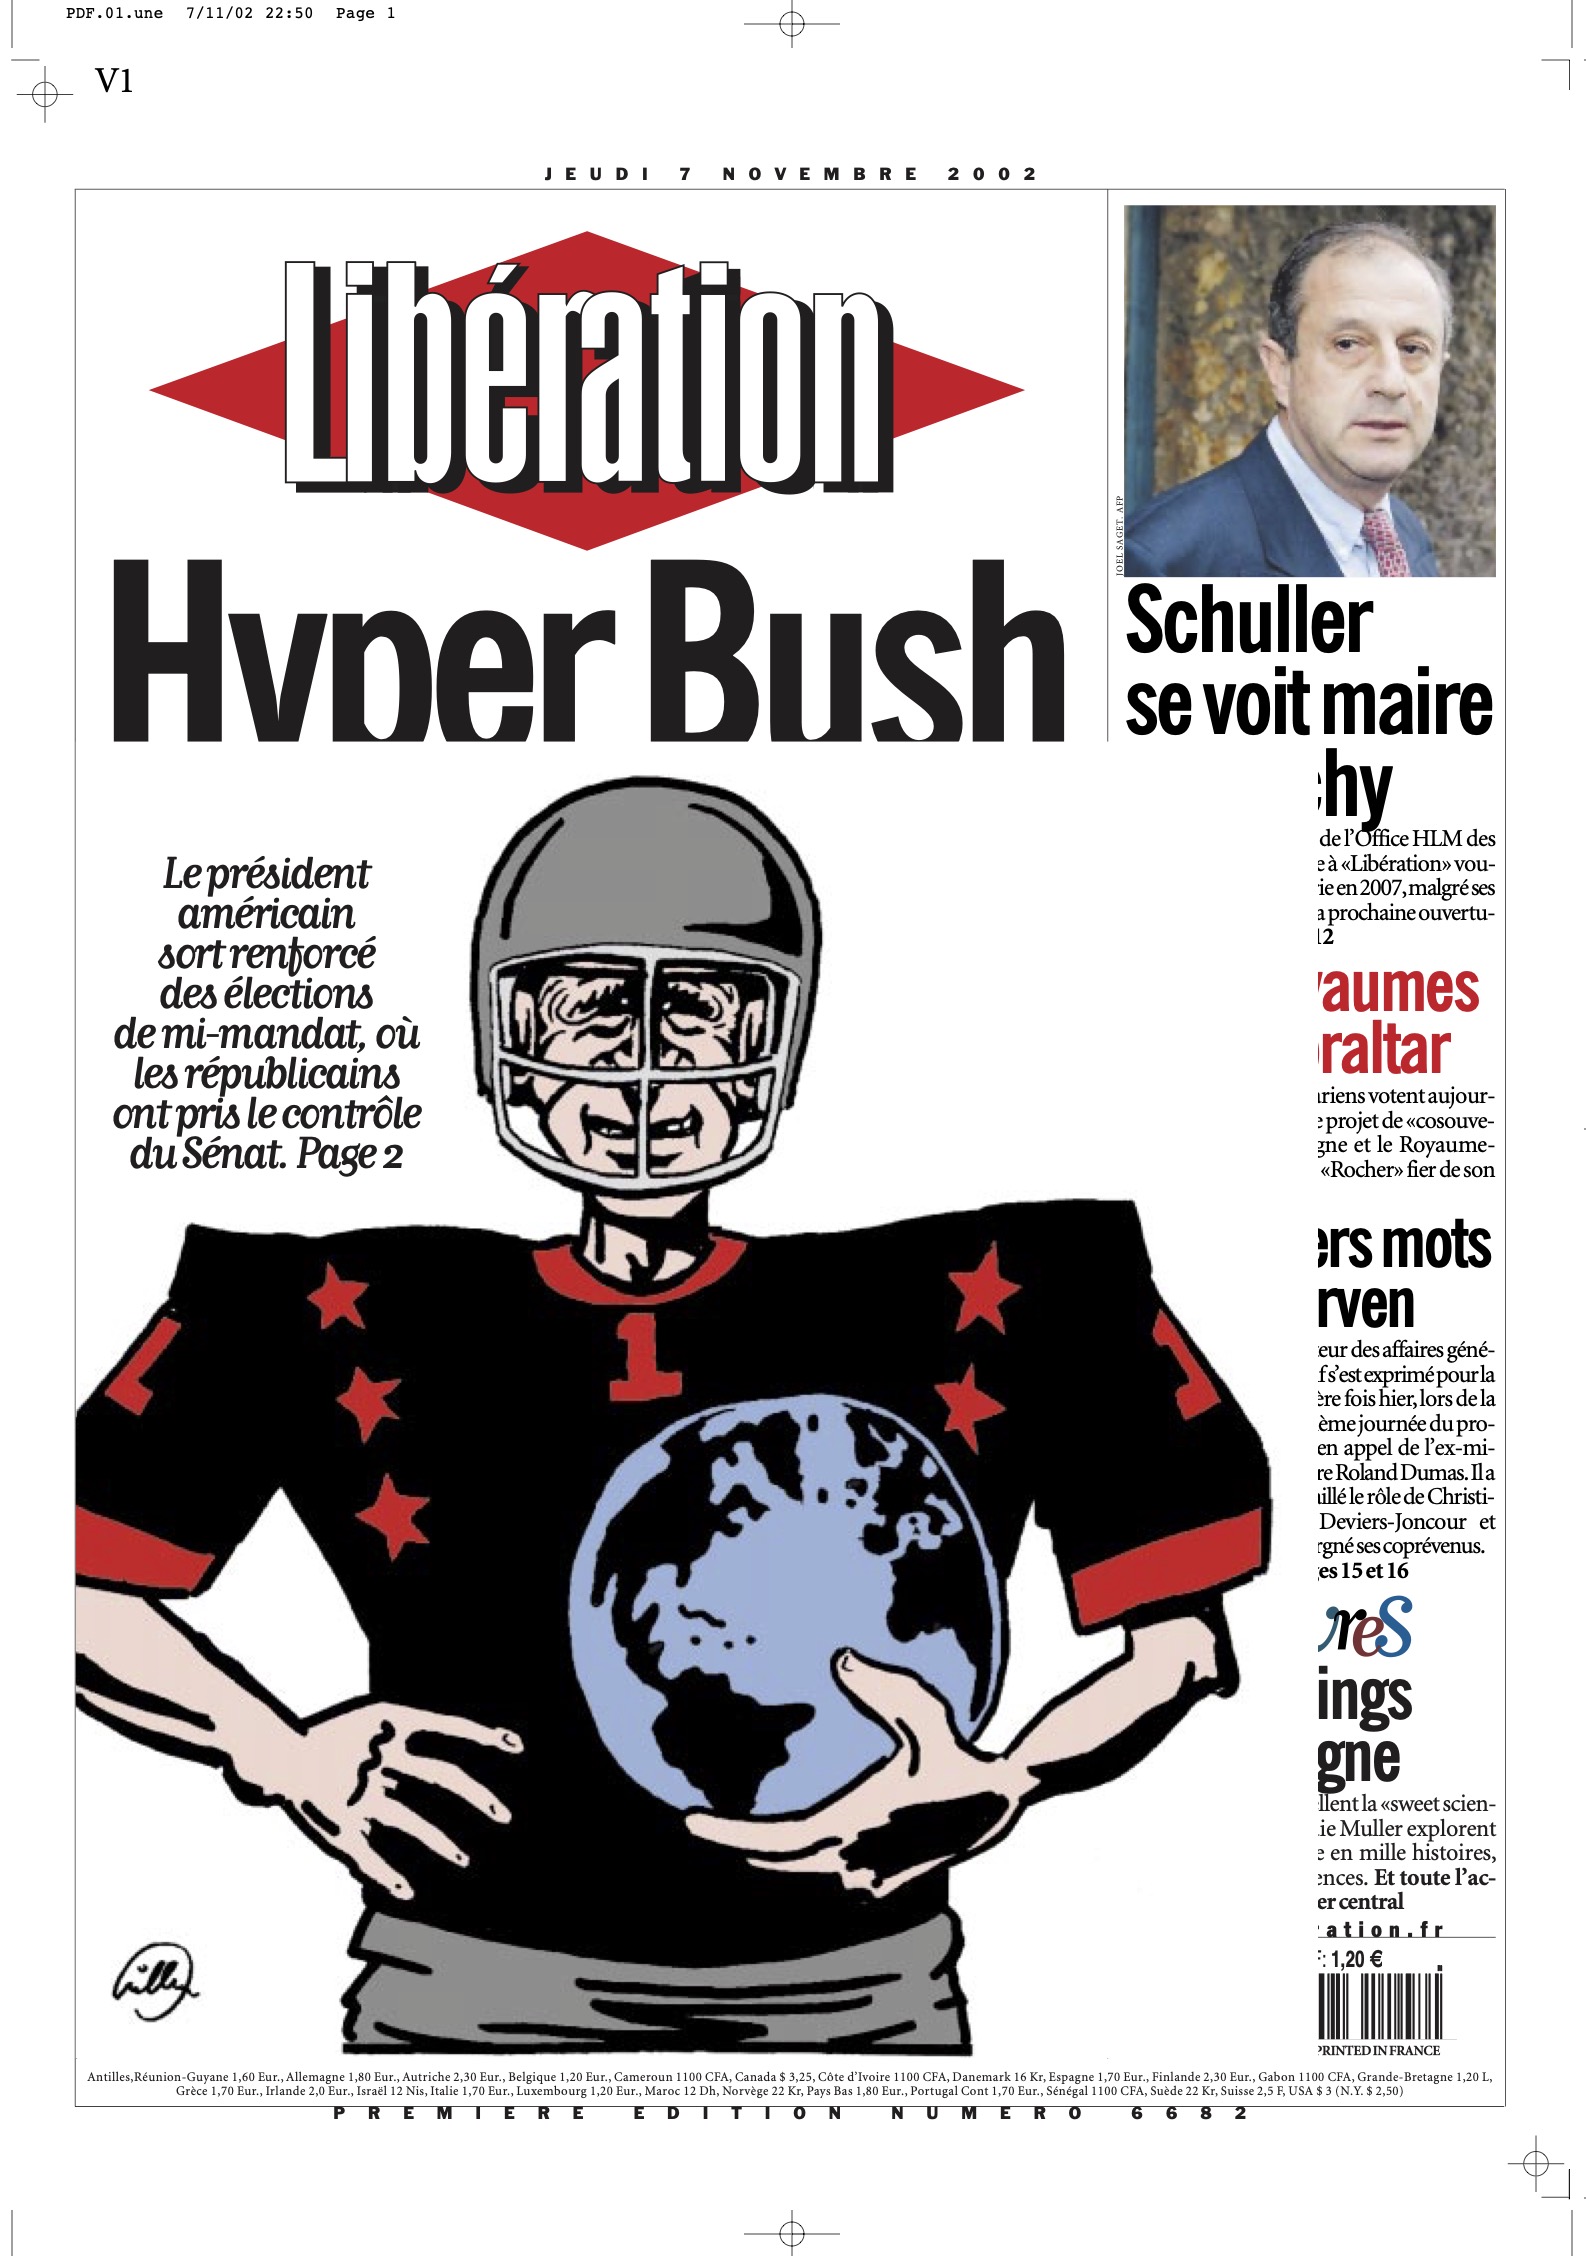 PDF.01.une 7/11/02 22:50 Page 1
V1
JEUDI 7 NOVEMBRE 2002
Libération
Hyper Bush
Le président
américain
sort renforcé
des élections
de mi-mandat, où
les républicains
ont pris le contrôle
du Sénat. Page 2
JOEL SAGET. AFP
Schuller
se voit maire
hy
de l’Office HLM des
à «Libération» vou-
ie en 2007, malgré ses
a prochaine ouvertu-
12
aumes
raltar
riens votent aujour-
projet de «cosouve-
gne et le Royaume-
«Rocher» fier de son
ers mots
rven
eur des affaires géné-
f s’est exprimé pour la
ère fois hier, lors de la
ème journée du pro-
en appel de l’ex-mi-
re Roland Dumas. Il a
illé le rôle de Christi-
Deviers-Joncour et
rgné ses coprévenus.
es 15 et 16
reS
ings
gne
llent la «sweet scien-
ie Muller explorent
e en mille histoires,
ences. Et toute l’ac-
er central
ation.fr
: 1,20 €
PRINTED IN FRANCE
1
1
1
Antilles,Réunion-Guyane 1,60 Eur., Allemagne 1,80 Eur., Autriche 2,30 Eur., Belgique 1,20 Eur., Cameroun 1100 CFA, Canada $ 3,25, Côte d’Ivoire 1100 CFA, Danemark 16 Kr, Espagne 1,70 Eur., Finlande 2,30 Eur., Gabon 1100 CFA, Grande-Bretagne 1,20 L,
Grèce 1,70 Eur., Irlande 2,0 Eur., Israël 12 Nis, Italie 1,70 Eur., Luxembourg 1,20 Eur., Maroc 12 Dh, Norvège 22 Kr, Pays Bas 1,80 Eur., Portugal Cont 1,70 Eur., Sénégal 1100 CFA, Suède 22 Kr, Suisse 2,5 F, USA $ 3 (N.Y. $ 2,50)
PREMIERE EDITION NUMERO 6682